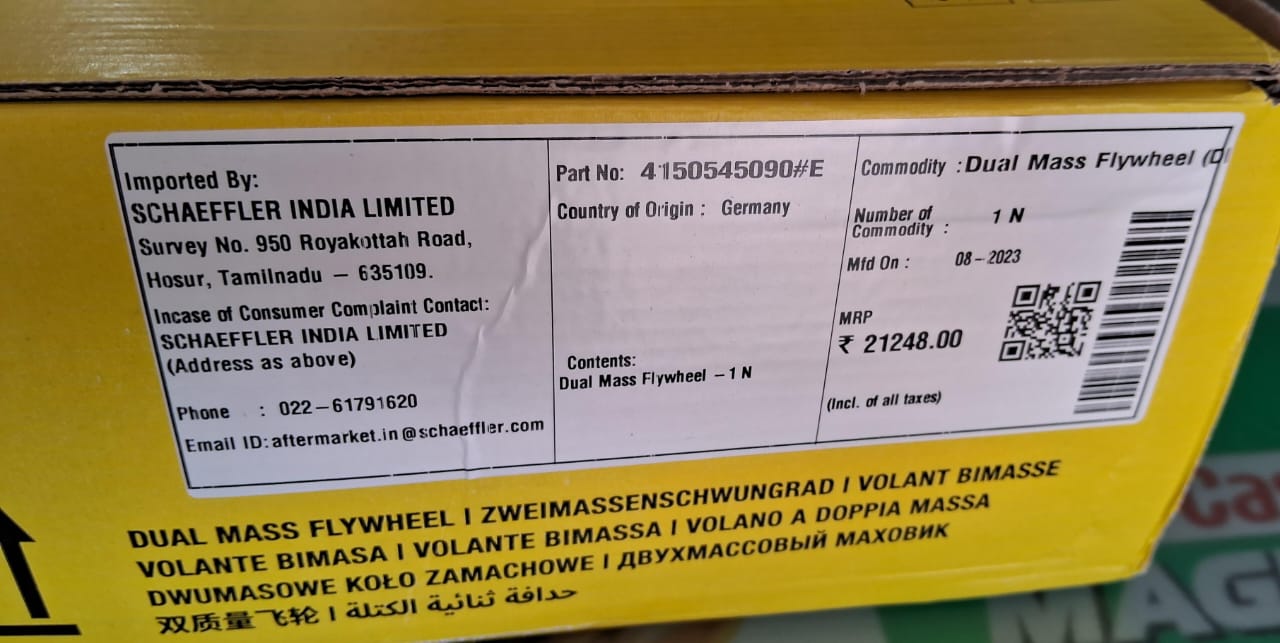 Imported By:
SCHAEFFLER INDIA LIMITED
Survey No. 950 Royakottah Road,
Hosur, Tamilnadu – 635109.
Incase of Consumer Complaint Contact:
SCHAEFFLER INDIA LIMITED
(Address as above)
Phone : 022–61791620
Email ID: aftermarket.in@schaeffler.com
Part No: 4150545090#E
Country of Origin : Germany
Contents:
Dual Mass Flywheel – 1 N
Commodity : Dual Mass Flywheel (D
Number of
Commodity : 1 N
Mfd On : 08–2023
MRP
₹ 21248.00
(Incl. of all taxes)
DUAL MASS FLYWHEEL I ZWEIMASSENSCHWUNGRAD I VOLANT BIMASSE
VOLANTE BIMASA I VOLANTE BIMASSA I VOLANO A DOPPIA MASSA
DWUMASOWE KOŁO ZAMACHOWE I ДВУХМАССОВЫЙ МАХОВИК
双质量飞轮 I حدافة ثنائية الكتلة
Cas
MAG